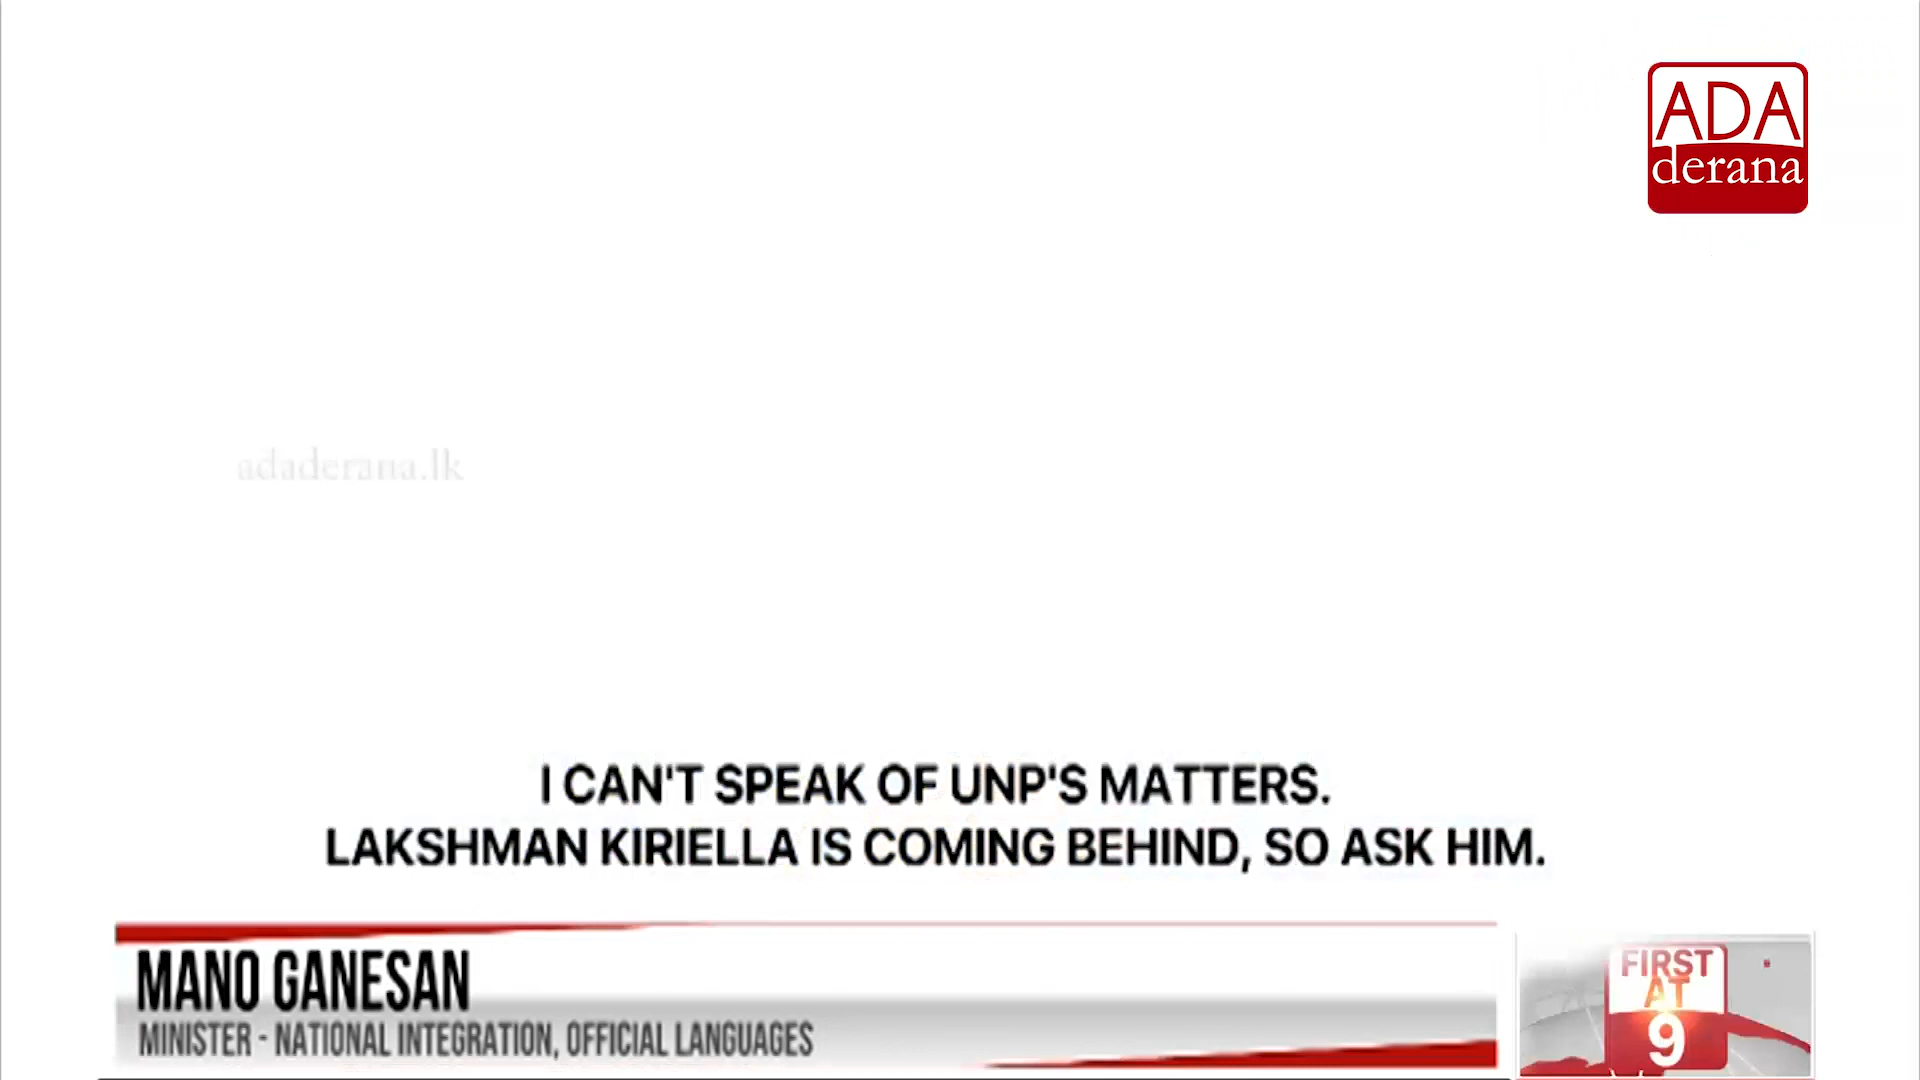 ADA
derana
adaderana.lk
I CAN'T SPEAK OF UNP'S MATTERS.
LAKSHMAN KIRIELLA IS COMING BEHIND, SO ASK HIM.
MANO GANESAN
MINISTER - NATIONAL INTEGRATION, OFFICIAL LANGUAGES
FIRST
AT
9